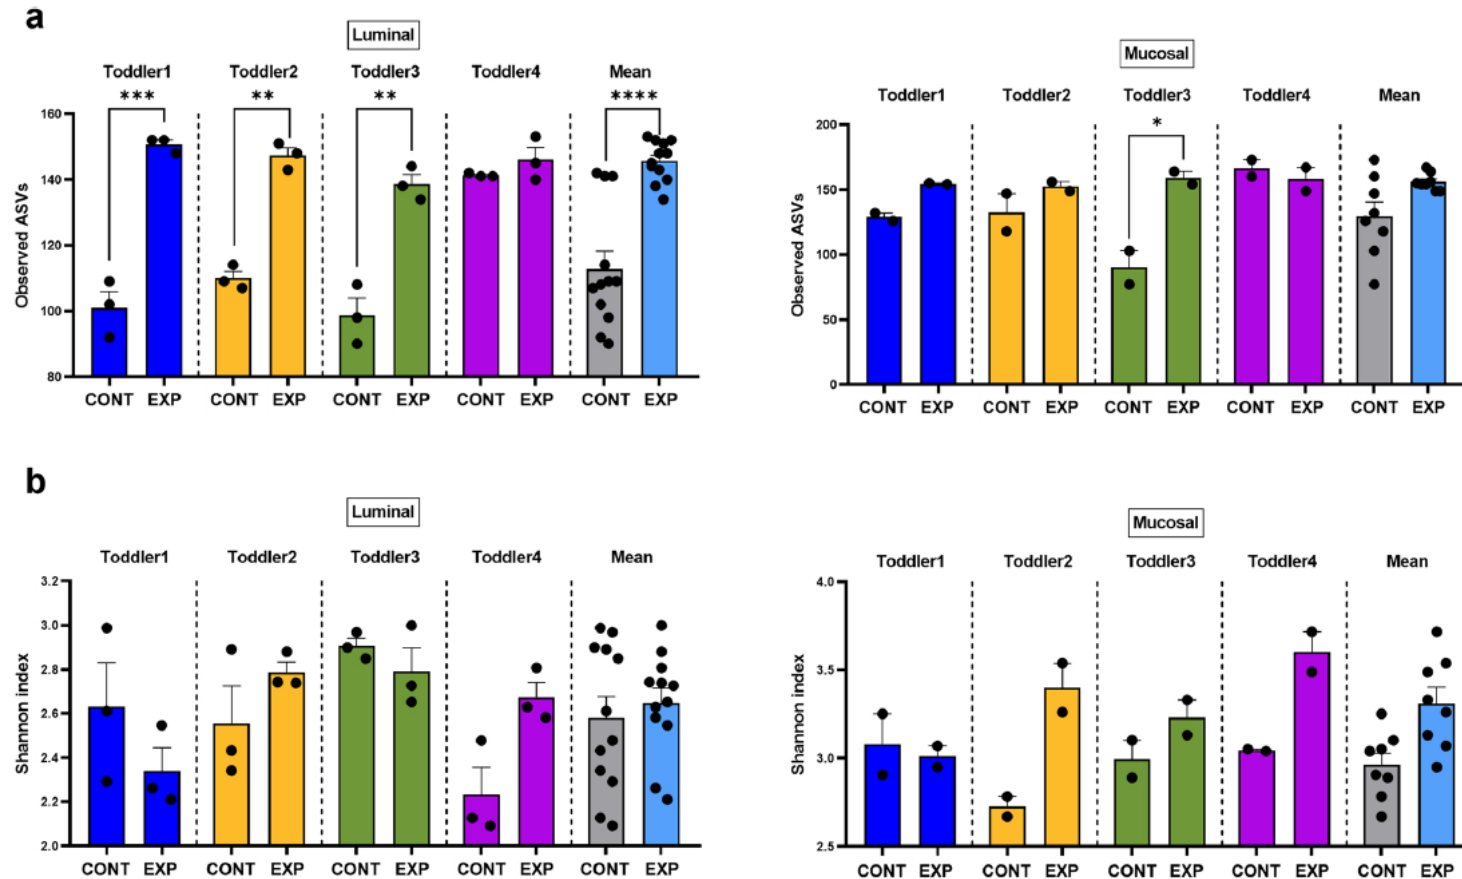 a
Luminal
Toddler1 Toddler2 Toddler3 Toddler4 Mean
*** ** ** ****
Observed ASVs
160
140
120
100
80
CONT EXP CONT EXP CONT EXP CONT EXP CONT EXP
Mucosal
Toddler1 Toddler2 Toddler3 Toddler4 Mean
*
Observed ASVs
200
150
100
50
0
CONT EXP CONT EXP CONT EXP CONT EXP CONT EXP
b
Luminal
Toddler1 Toddler2 Toddler3 Toddler4 Mean
Shannon index
3.2
3.0
2.8
2.6
2.4
2.2
2.0
CONT EXP CONT EXP CONT EXP CONT EXP CONT EXP
Mucosal
Toddler1 Toddler2 Toddler3 Toddler4 Mean
Shannon index
4.0
3.5
3.0
2.5
CONT EXP CONT EXP CONT EXP CONT EXP CONT EXP